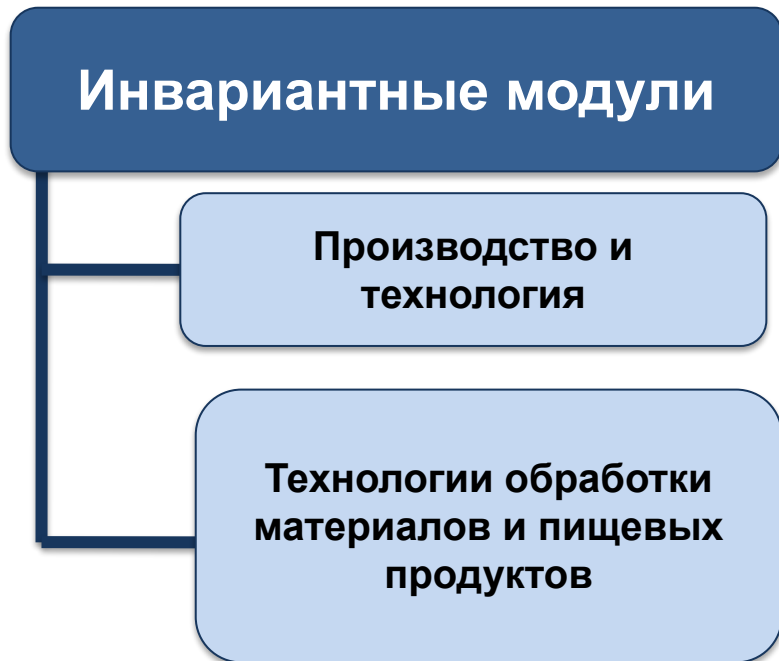 Инвариантные модули
Производство и
технология
Технологии обработки
материалов и пищевых
продуктов